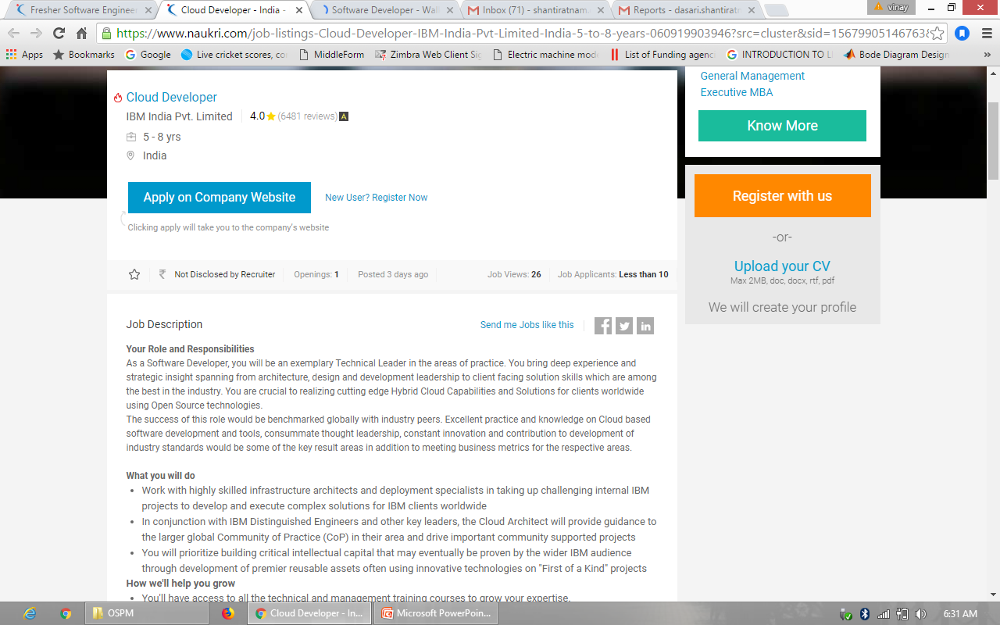 Fresher Software Engineer
Cloud Developer - India -
Software Developer - Wal
Inbox (71) - shantiratnam.
Reports - dasari.shantirat
vinay
https://www.naukri.com/job-listings-Cloud-Developer-IBM-India-Pvt-Limited-India-5-to-8-years-060919903946?src=cluster&sid=15679905146763
Apps
Bookmarks
Google
Live cricket scores, co
MiddleForm
Zimbra Web Client Sig
Electric machine mod
List of Funding agenc
INTRODUCTION TO LI
Bode Diagram Design
»
General Management
Executive MBA
Know More
Cloud Developer
IBM India Pvt. Limited 4.0 (6481 reviews) A
5 - 8 yrs
India
Apply on Company Website New User? Register Now
Clicking apply will take you to the company's website
Register with us
-or-
Upload your CV
Max 2MB, doc, docx, rtf, pdf
We will create your profile
₹ Not Disclosed by Recruiter Openings: 1 Posted 3 days ago Job Views: 26 Job Applicants: Less than 10
Job Description Send me Jobs like this
Your Role and Responsibilities
As a Software Developer, you will be an exemplary Technical Leader in the areas of practice. You bring deep experience and
strategic insight spanning from architecture, design and development leadership to client facing solution skills which are among
the best in the industry. You are crucial to realizing cutting edge Hybrid Cloud Capabilities and Solutions for clients worldwide
using Open Source technologies.
The success of this role would be benchmarked globally with industry peers. Excellent practice and knowledge on Cloud based
software development and tools, consummate thought leadership, constant innovation and contribution to development of
industry standards would be some of the key result areas in addition to meeting business metrics for the respective areas.
What you will do
• Work with highly skilled infrastructure architects and deployment specialists in taking up challenging internal IBM
projects to develop and execute complex solutions for IBM clients worldwide
• In conjunction with IBM Distinguished Engineers and other key leaders, the Cloud Architect will provide guidance to
the larger global Community of Practice (CoP) in their area and drive important community supported projects
• You will prioritize building critical intellectual capital that may eventually be proven by the wider IBM audience
through development of premier reusable assets often using innovative technologies on "First of a Kind" projects
How we'll help you grow
• You'll have access to all the technical and management training courses to grow your expertise.
OSPM
Cloud Developer - In...
Microsoft PowerPoin...
6:31 AM